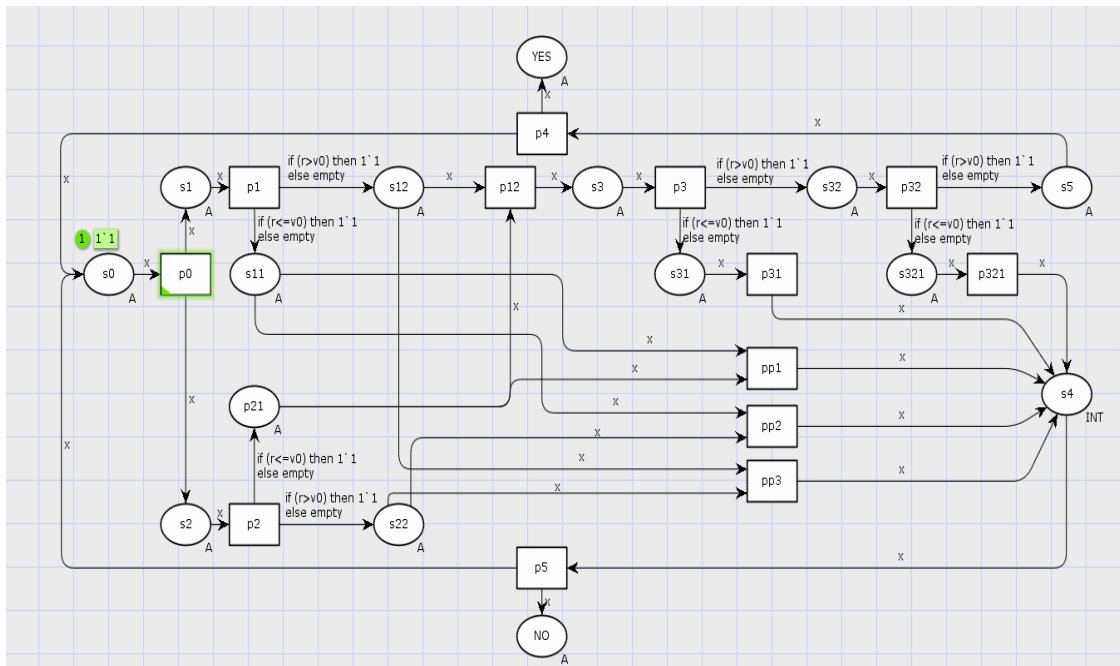 YES
A
x
p4
x
x
if (r>v0) then 1`1
else empty
if (r>v0) then 1`1
else empty
if (r>v0) then 1`1
else empty
s1
A
x
p1
s12
A
x
p12
x
s3
A
x
p3
s32
A
x
p32
s5
A
if (r<=v0) then 1`1
else empty
if (r<=v0) then 1`1
else empty
if (r<=v0) then 1`1
else empty
x
1
1`1
s0
A
x
p0
s11
A
s31
A
x
p31
s321
A
x
p321
x
x
x
x
pp1
x
x
p21
A
x
x
pp2
x
s4
INT
x
x
if (r<=v0) then 1`1
else empty
x
pp3
x
x
if (r>v0) then 1`1
else empty
s2
A
x
p2
s22
A
p5
x
x
NO
A